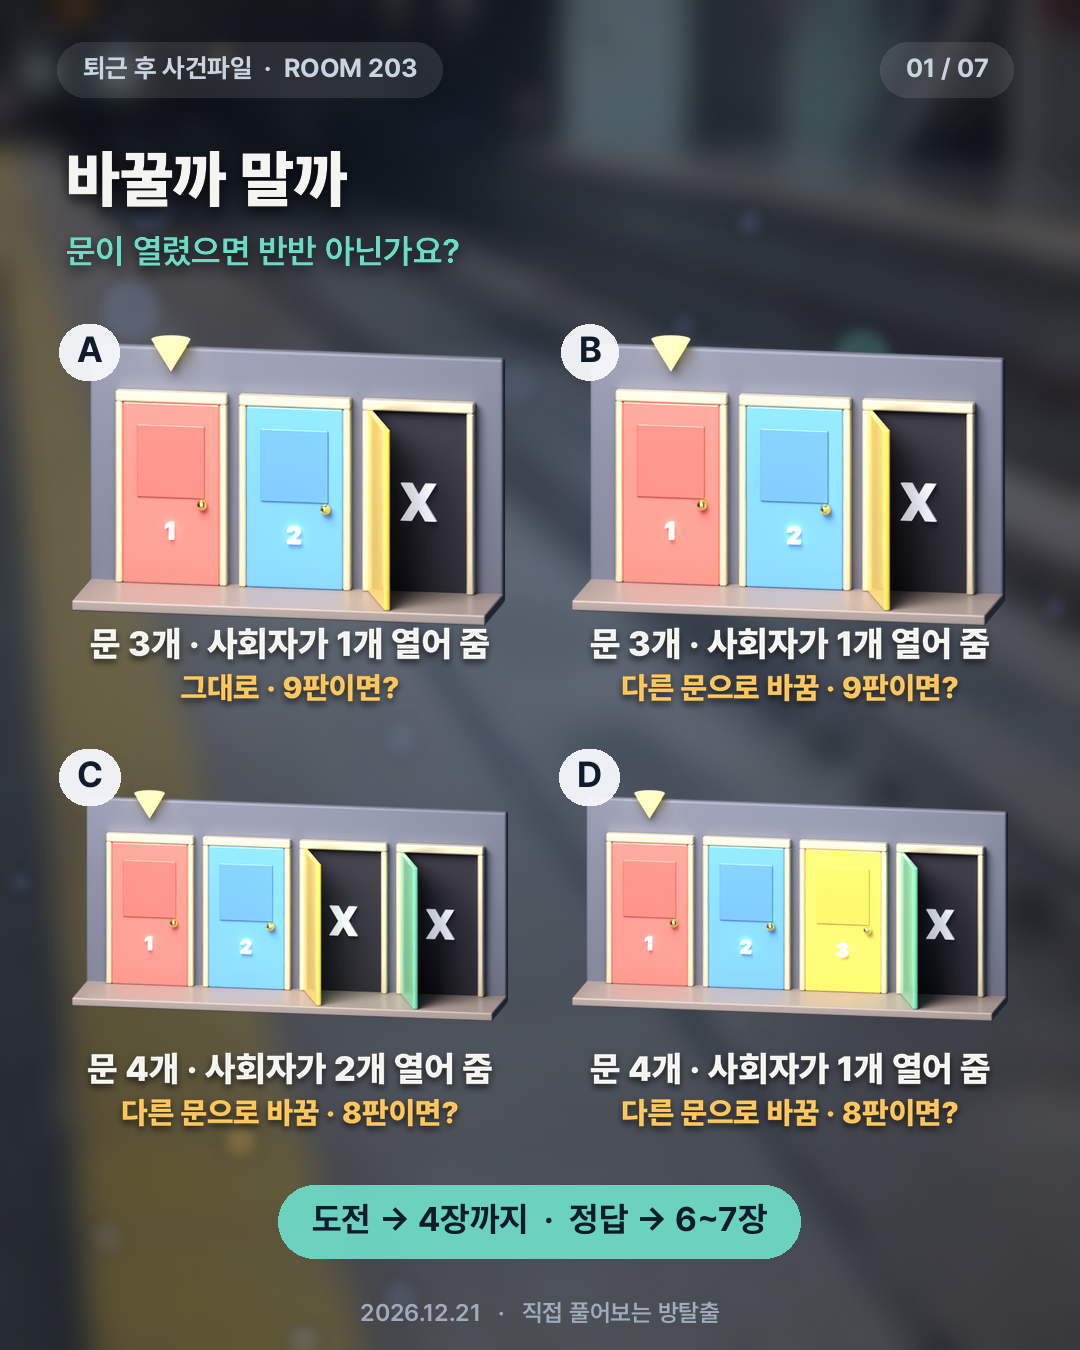 퇴근 후 사건파일 · ROOM 203
01 / 07
바꿀까 말까
문이 열렸으면 반반 아닌가요?
A
1
2
X
문 3개 · 사회자가 1개 열어 줌
그대로 · 9판이면?
B
1
2
X
문 3개 · 사회자가 1개 열어 줌
다른 문으로 바꿈 · 9판이면?
C
1
2
X
X
문 4개 · 사회자가 2개 열어 줌
다른 문으로 바꿈 · 8판이면?
D
1
2
3
X
문 4개 · 사회자가 1개 열어 줌
다른 문으로 바꿈 · 8판이면?
도전 → 4장까지 · 정답 → 6~7장
2026.12.21 · 직접 풀어보는 방탈출